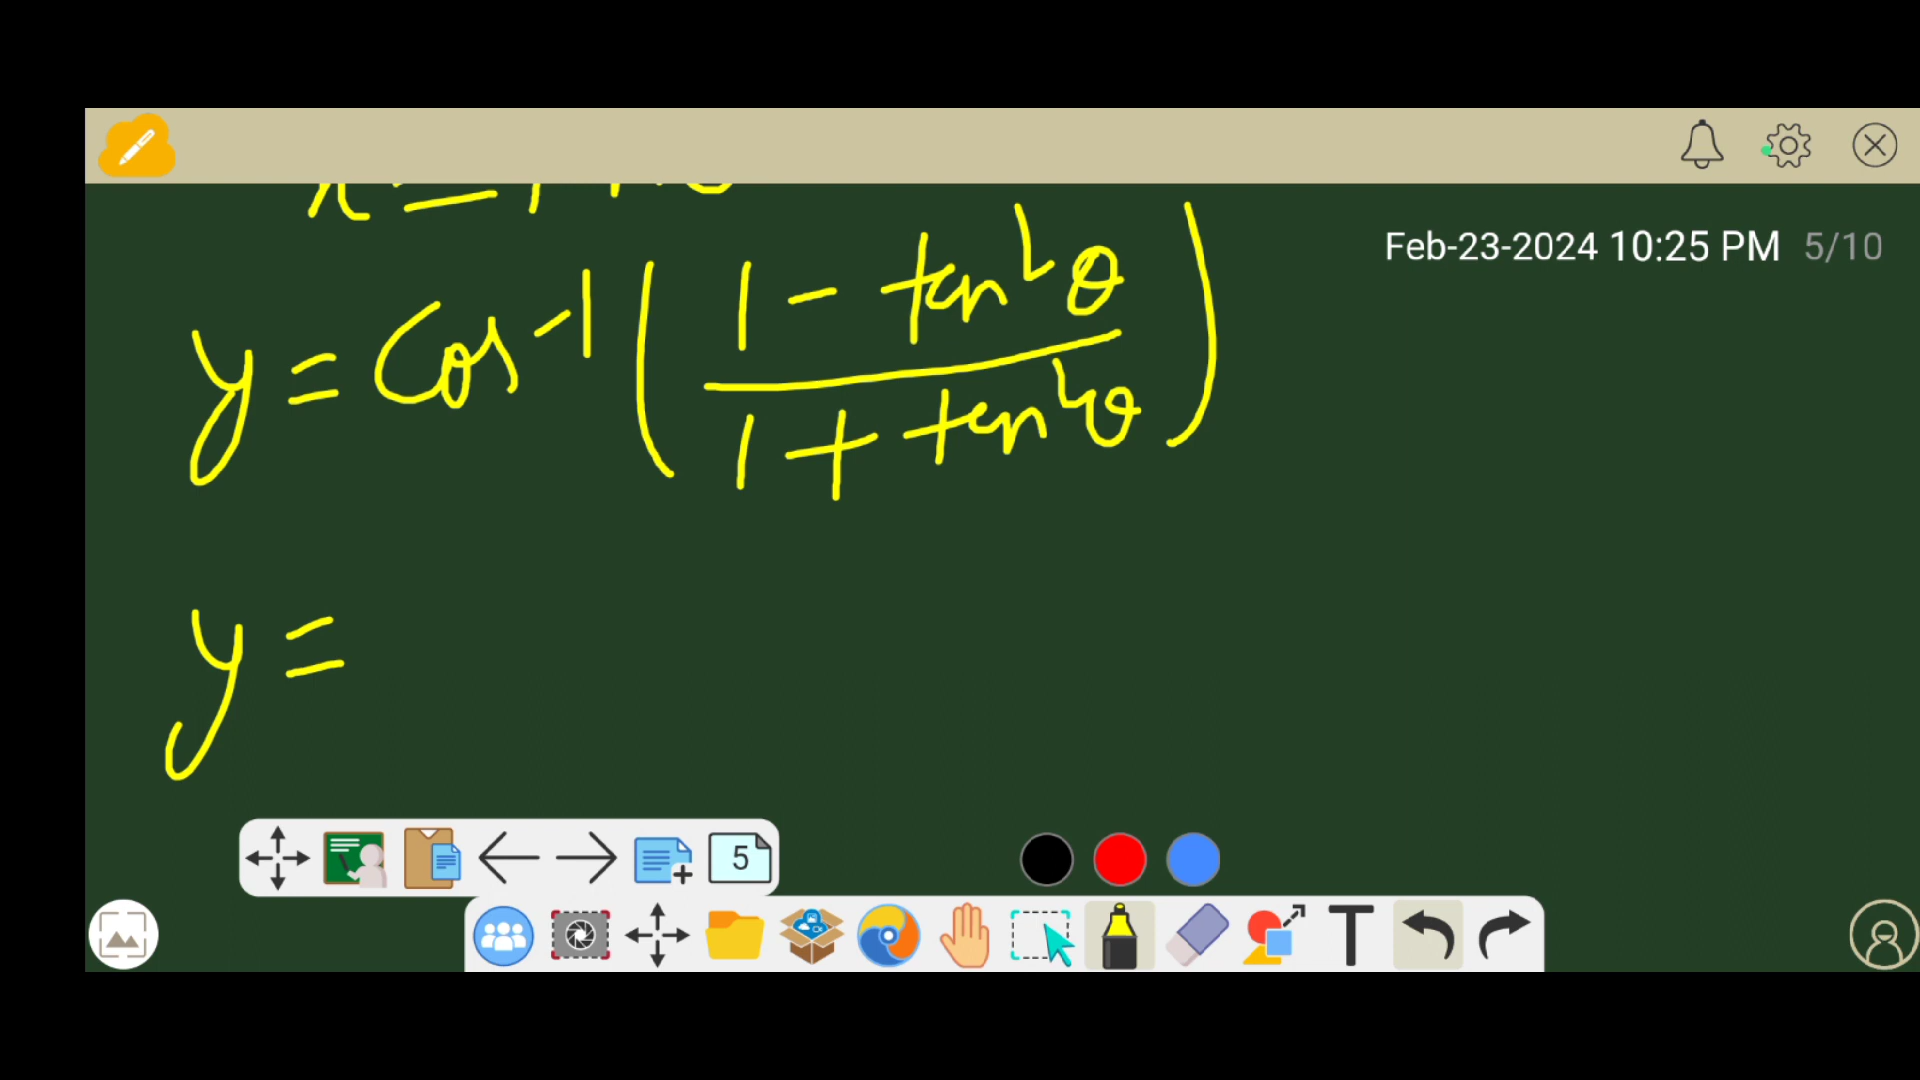 Feb-23-2024 10:25 PM 5/10
y = Cos⁻¹ ( 1 - tan²θ / 1 + tan²θ )
y =
5
T